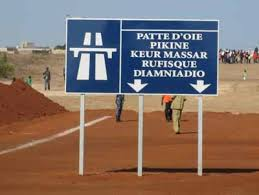 PATTE D'OIE
PIKINE
KEUR MASSAR
RUFISQUE
DIAMNIADIO